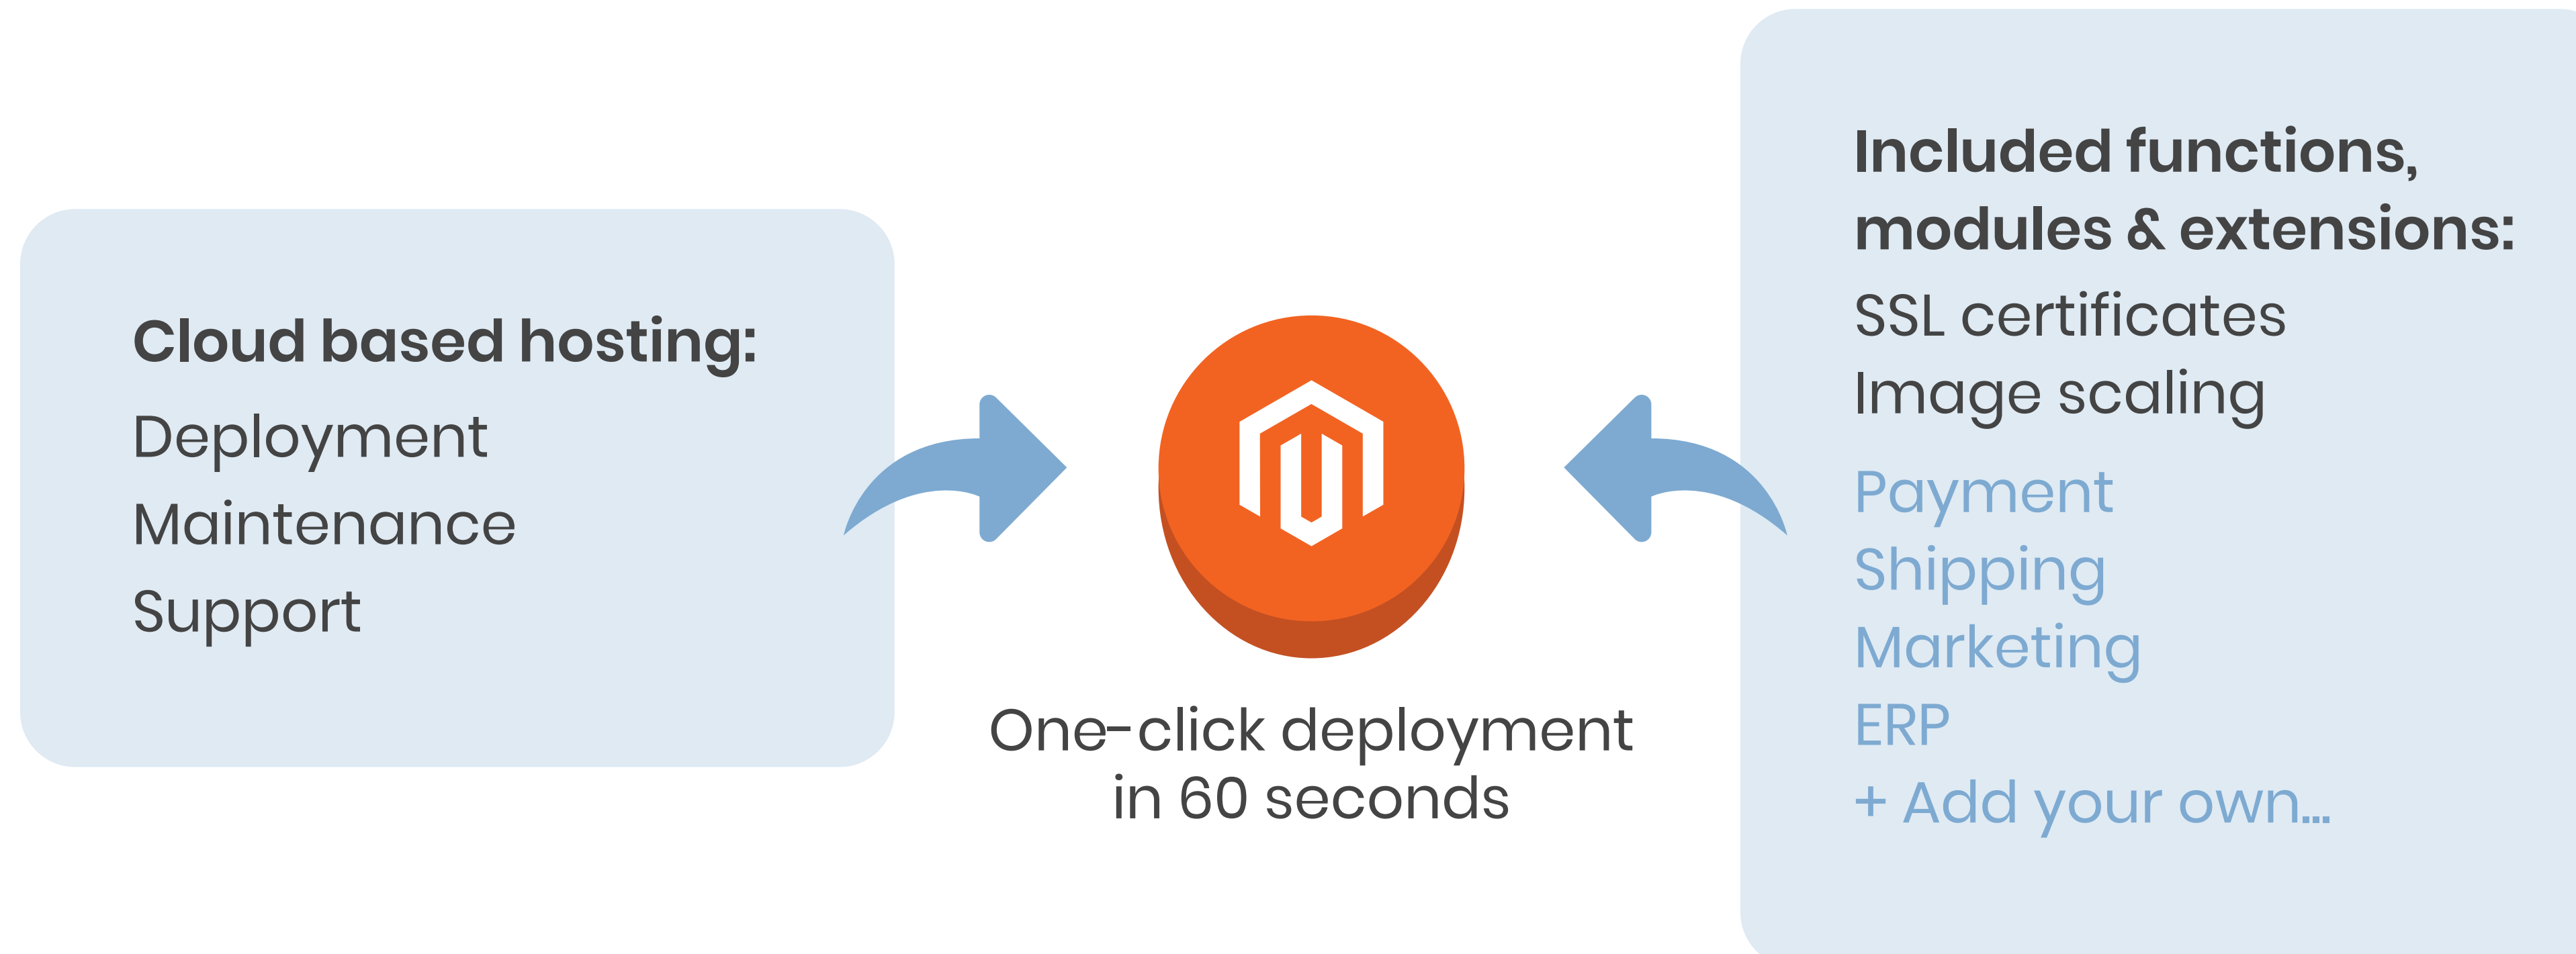 Cloud based hosting:
Deployment
Maintenance
Support
One-click deployment
in 60 seconds
Included functions,
modules & extensions:
SSL certificates
Image scaling
Payment
Shipping
Marketing
ERP
+ Add your own...